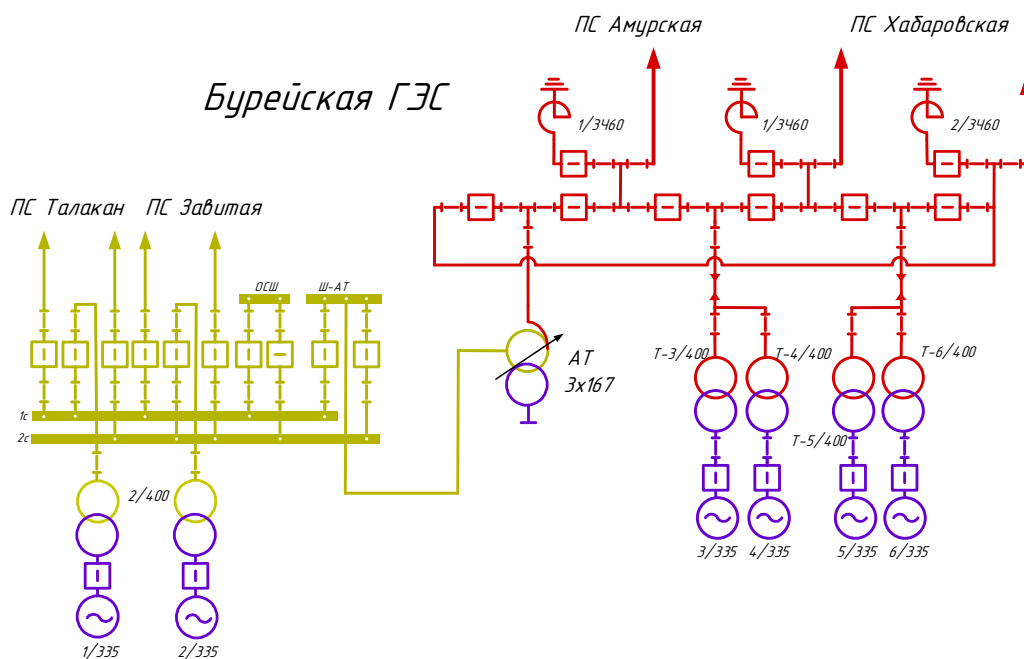 ПС Амурская
ПС Хабаровская
Бурейская ГЭС
1/3Ч60
1/3Ч60
2/3Ч60
ПС Талакан
ПС Завитая
ОСШ
Ш-АТ
АТ
3х167
Т-3/400
Т-4/400
Т-6/400
1с
2с
Т-5/400
2/400
3/335
4/335
5/335
6/335
1/335
2/335